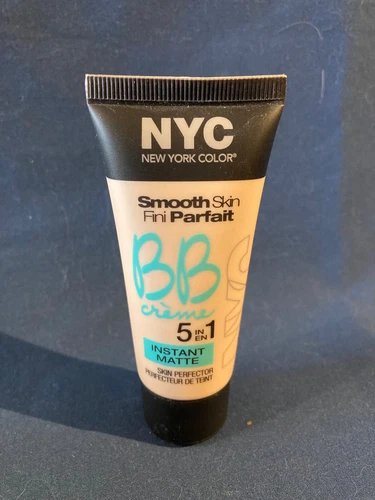 NYC
NEW YORK COLOR®
Smooth Skin
Fini Parfait
BB
crème
5 IN EN 1
INSTANT
MATTE
SKIN PERFECTOR
PERFECTEUR DE TEINT
NYC